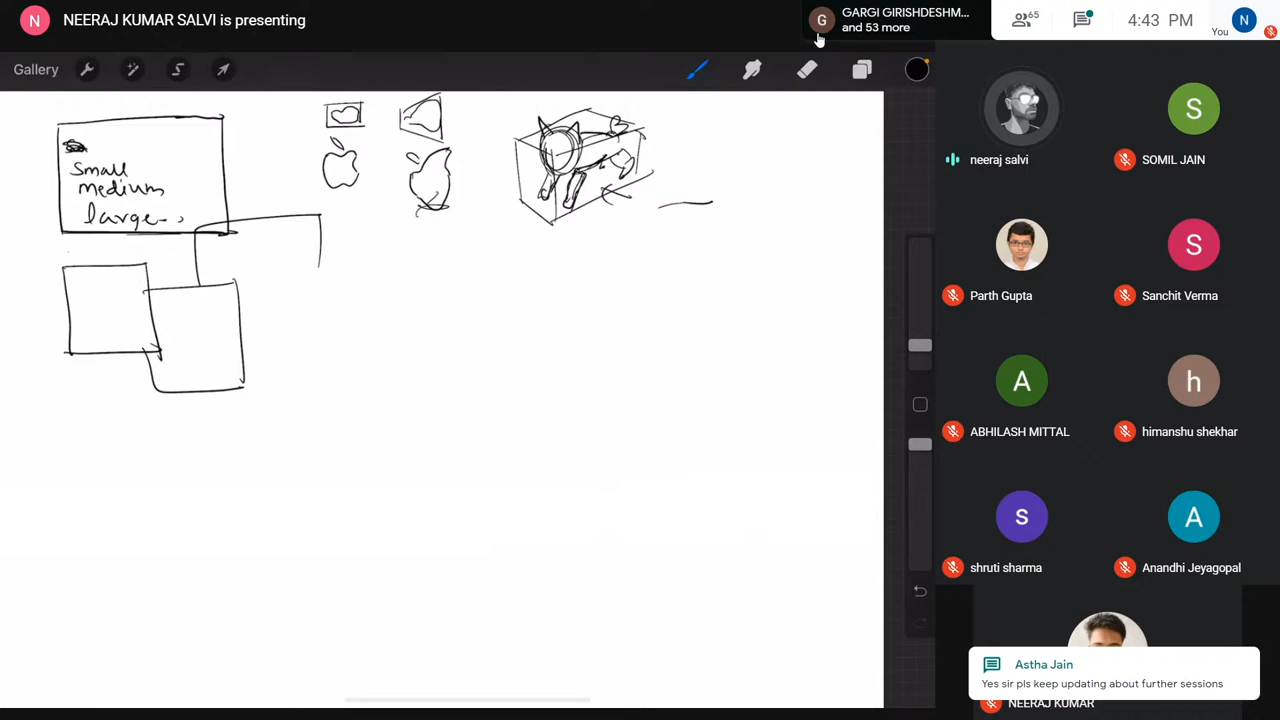 N NEERAJ KUMAR SALVI is presenting
G GARGI GIRISHDESHM...
and 53 more
65
4:43 PM
You
N
Gallery
Small
medium
large
neeraj salvi
S
SOMIL JAIN
Parth Gupta
S
Sanchit Verma
A
ABHILASH MITTAL
h
himanshu shekhar
s
shruti sharma
A
Anandhi Jeyagopal
Astha Jain
Yes sir pls keep updating about further sessions
NEERAJ KUMAR